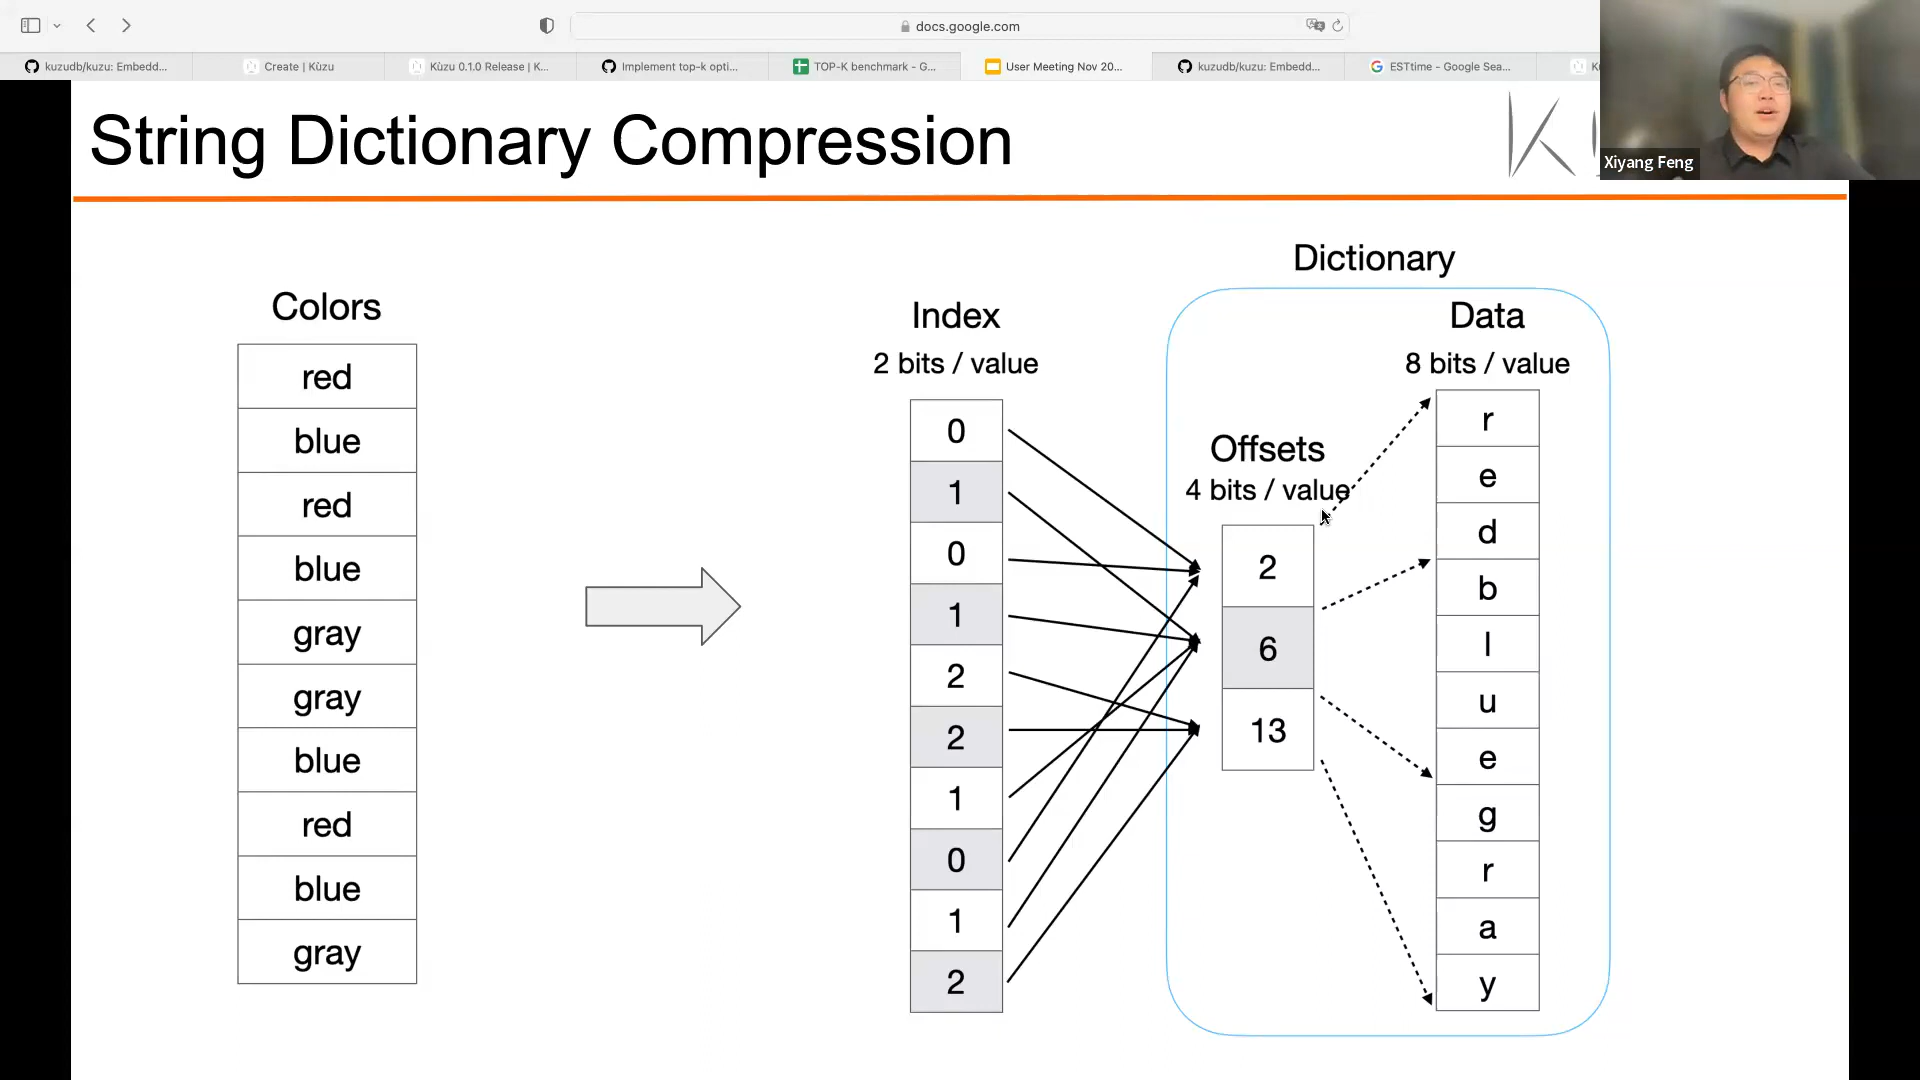 docs.google.com
kuzudb/kuzu: Embedd...
Create | Kùzu
Kùzu 0.1.0 Release | K...
Implement top-k opti...
TOP-K benchmark - G...
User Meeting Nov 20...
kuzudb/kuzu: Embedd...
ESTtime - Google Sea...
String Dictionary Compression
K
Xiyang Feng
Colors
red
blue
red
blue
gray
gray
blue
red
blue
gray
Index
2 bits / value
0
1
0
1
2
2
1
0
1
2
Dictionary
Offsets
4 bits / value
2
6
13
Data
8 bits / value
r
e
d
b
l
u
e
g
r
a
y